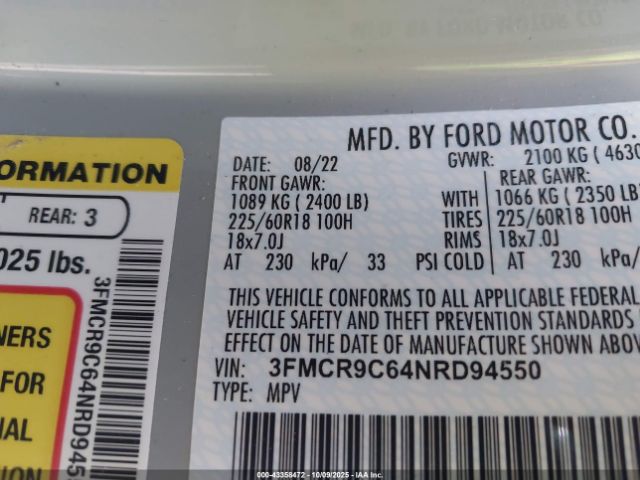 ORMATION
REAR: 3
025 lbs.
NERS
FOR
IAL
ION
3FMCR9C64NRD945
MFD. BY FORD MOTOR CO.
DATE: 08/22 GVWR: 2100 KG ( 4630
FRONT GAWR: REAR GAWR:
1089 KG ( 2400 LB) WITH 1066 KG ( 2350 LB
225/60R18 100H TIRES 225/60R18 100H
18x7.0J RIMS 18x7.0J
AT 230 kPa/ 33 PSI COLD AT 230 kPa/
THIS VEHICLE CONFORMS TO ALL APPLICABLE FEDERAL
VEHICLE SAFETY AND THEFT PREVENTION STANDARDS
EFFECT ON THE DATE OF MANUFACTURE SHOWN ABOV
VIN: 3FMCR9C64NRD94550
TYPE: MPV
000-43358472 - 10/09/2025 - IAA Inc.